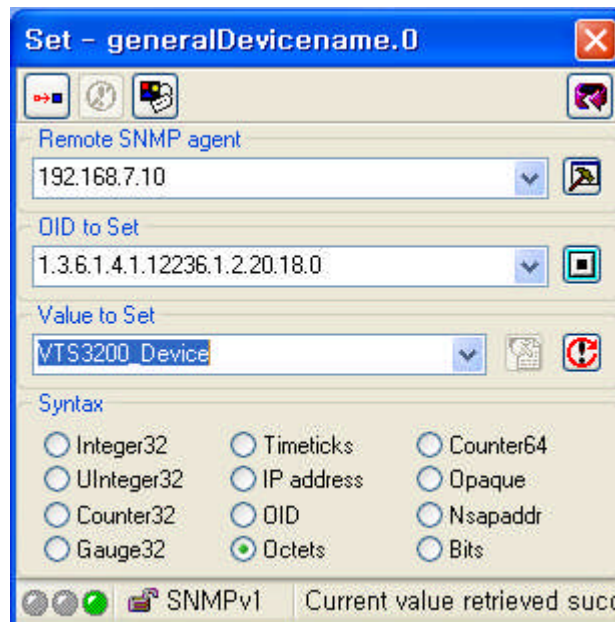 Set - generalDevicename.0
Remote SNMP agent
192.168.7.10
OID to Set
1.3.6.1.4.1.12236.1.2.20.18.0
Value to Set
VTS3200_Device
Syntax
Integer32 Timeticks Counter64
UInteger32 IP address Opaque
Counter32 OID Nsapaddr
Gauge32 Octets Bits
SNMPv1 Current value retrieved succ